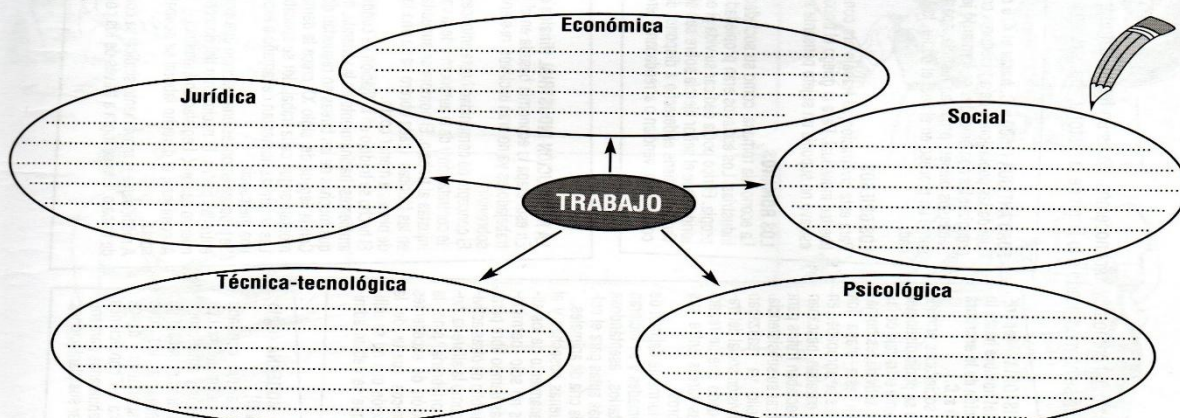 Económica
Jurídica
Social
TRABAJO
Técnica-tecnológica
Psicológica